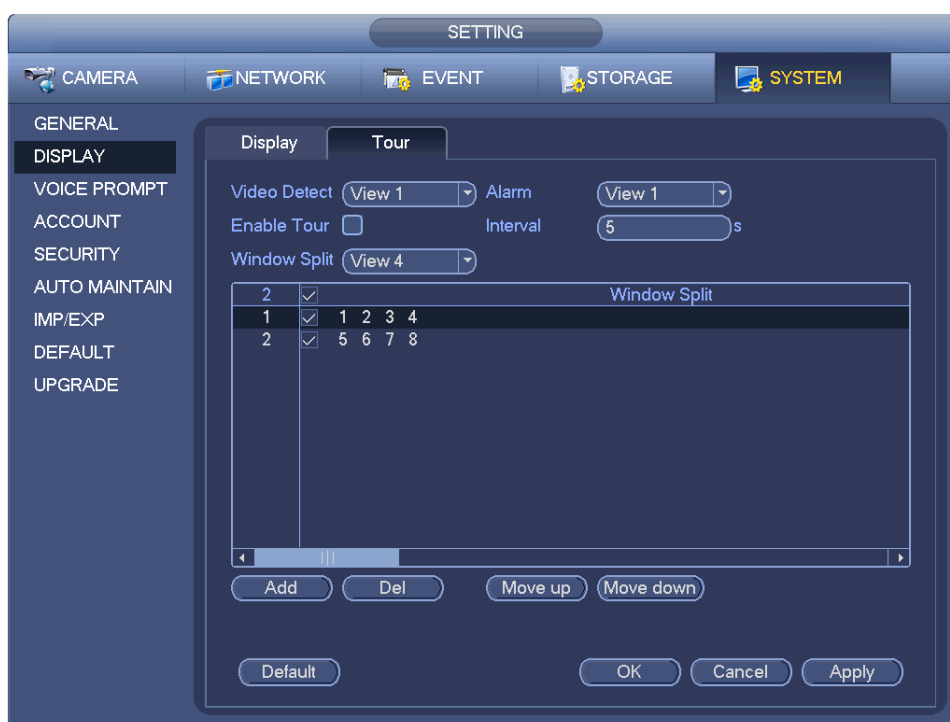 SETTING
CAMERA NETWORK EVENT STORAGE SYSTEM
GENERAL
DISPLAY
VOICE PROMPT
ACCOUNT
SECURITY
AUTO MAINTAIN
IMP/EXP
DEFAULT
UPGRADE
Display Tour
Video Detect View 1 Alarm View 1
Enable Tour Interval 5 s
Window Split View 4
2 Window Split
1 1 2 3 4
2 5 6 7 8
Add Del Move up Move down
Default OK Cancel Apply